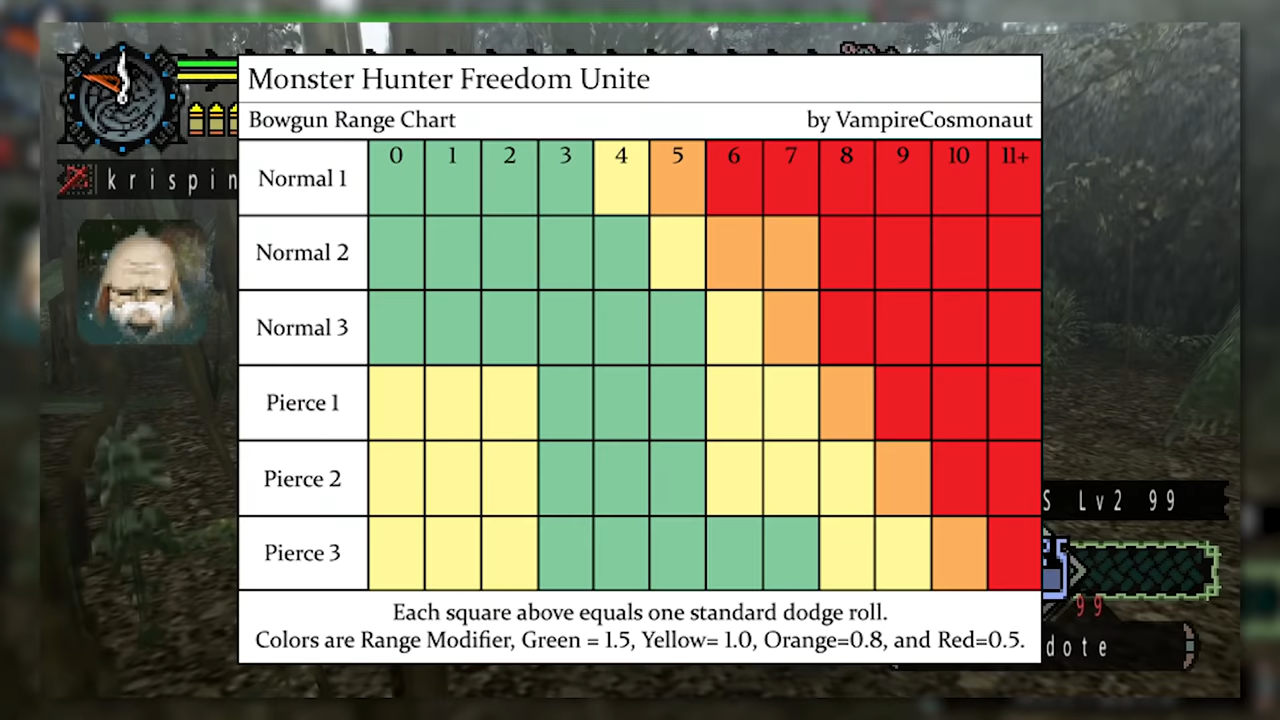 Monster Hunter Freedom Unite
Bowgun Range Chart by VampireCosmonaut
0 1 2 3 4 5 6 7 8 9 10 11+
Normal 1
Normal 2
Normal 3
Pierce 1
Pierce 2
Pierce 3
Each square above equals one standard dodge roll.
Colors are Range Modifier, Green = 1.5, Yellow= 1.0, Orange=0.8, and Red=0.5.
krispin
S Lv2 99
99
dote